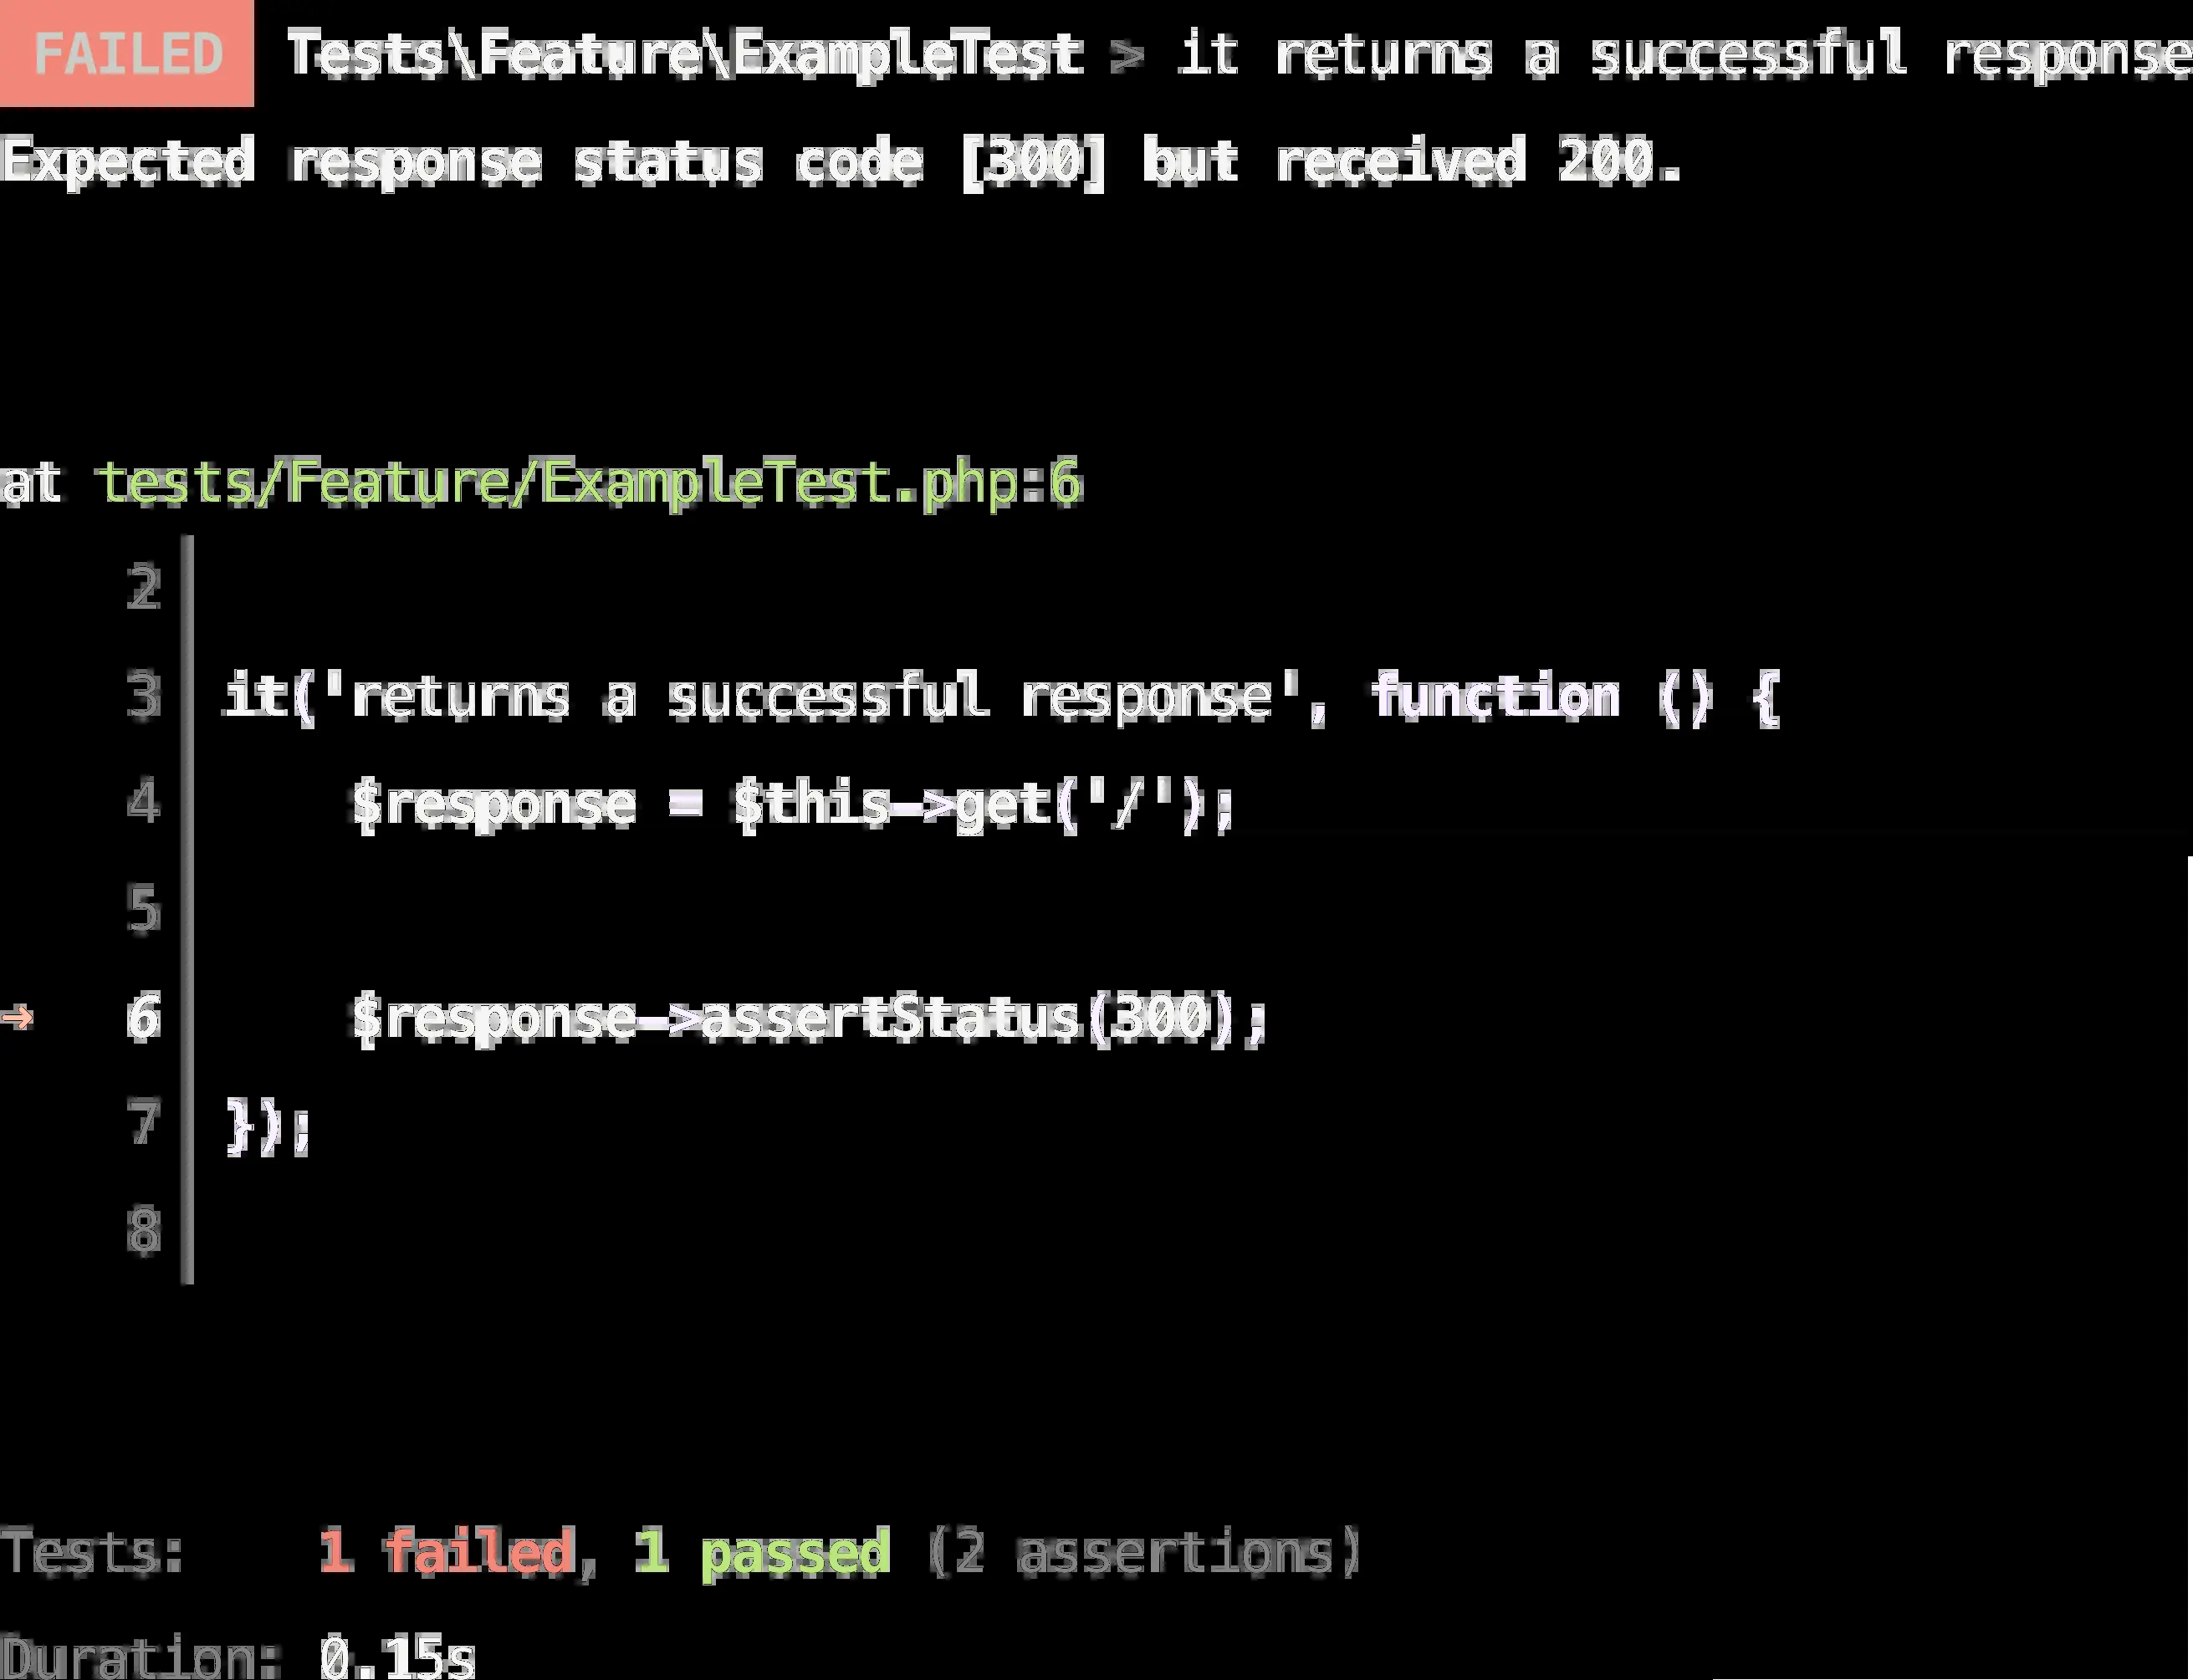 FAILED Tests\Feature\ExampleTest > it returns a successful response
Expected response status code [300] but received 200.
at tests/Feature/ExampleTest.php:6
2
3 it('returns a successful response', function () {
4 $response = $this->get('/');
5
→ 6 $response->assertStatus(300);
7 });
8
Tests: 1 failed, 1 passed (2 assertions)
Duration: 0.15s